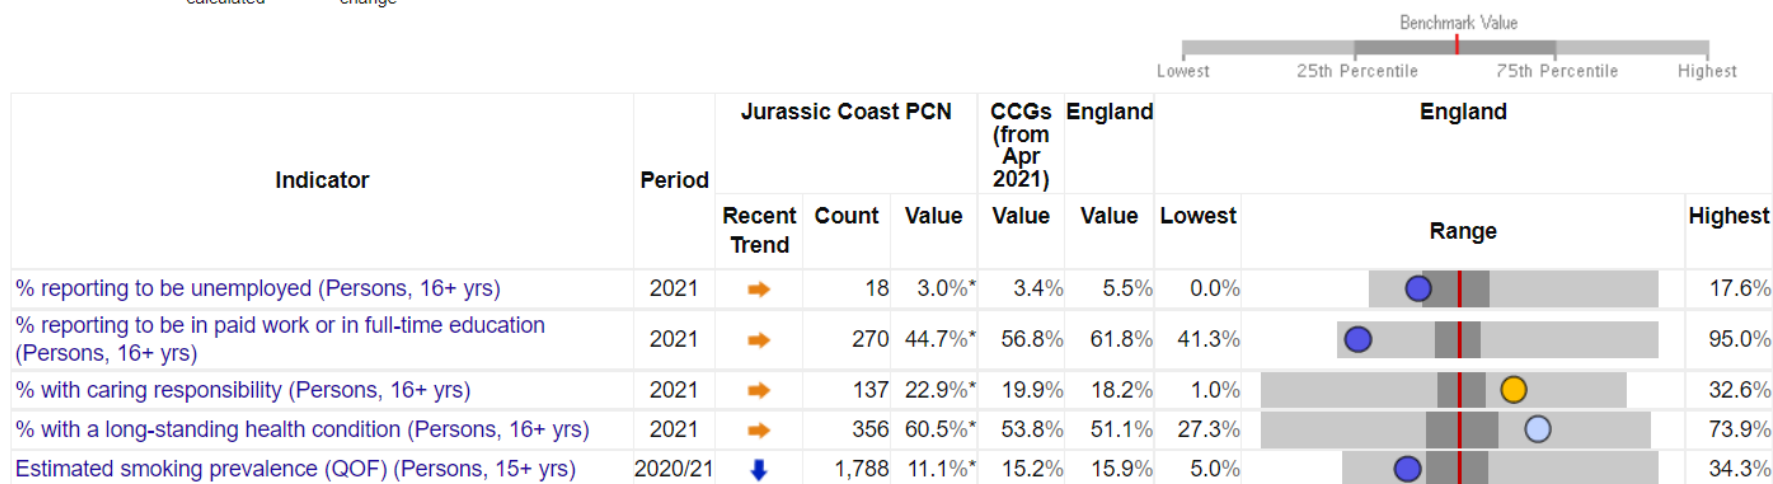 calculated change
Benchmark Value
Lowest 25th Percentile 75th Percentile Highest
Jurassic Coast PCN CCGs England England
(from
Apr
2021)
Indicator Period
Recent Count Value Value Value Lowest Range Highest
Trend
% reporting to be unemployed (Persons, 16+ yrs) 2021 18 3.0%* 3.4% 5.5% 0.0% 17.6%
% reporting to be in paid work or in full-time education
(Persons, 16+ yrs) 2021 270 44.7%* 56.8% 61.8% 41.3% 95.0%
% with caring responsibility (Persons, 16+ yrs) 2021 137 22.9%* 19.9% 18.2% 1.0% 32.6%
% with a long-standing health condition (Persons, 16+ yrs) 2021 356 60.5%* 53.8% 51.1% 27.3% 73.9%
Estimated smoking prevalence (QOF) (Persons, 15+ yrs) 2020/21 1,788 11.1%* 15.2% 15.9% 5.0% 34.3%